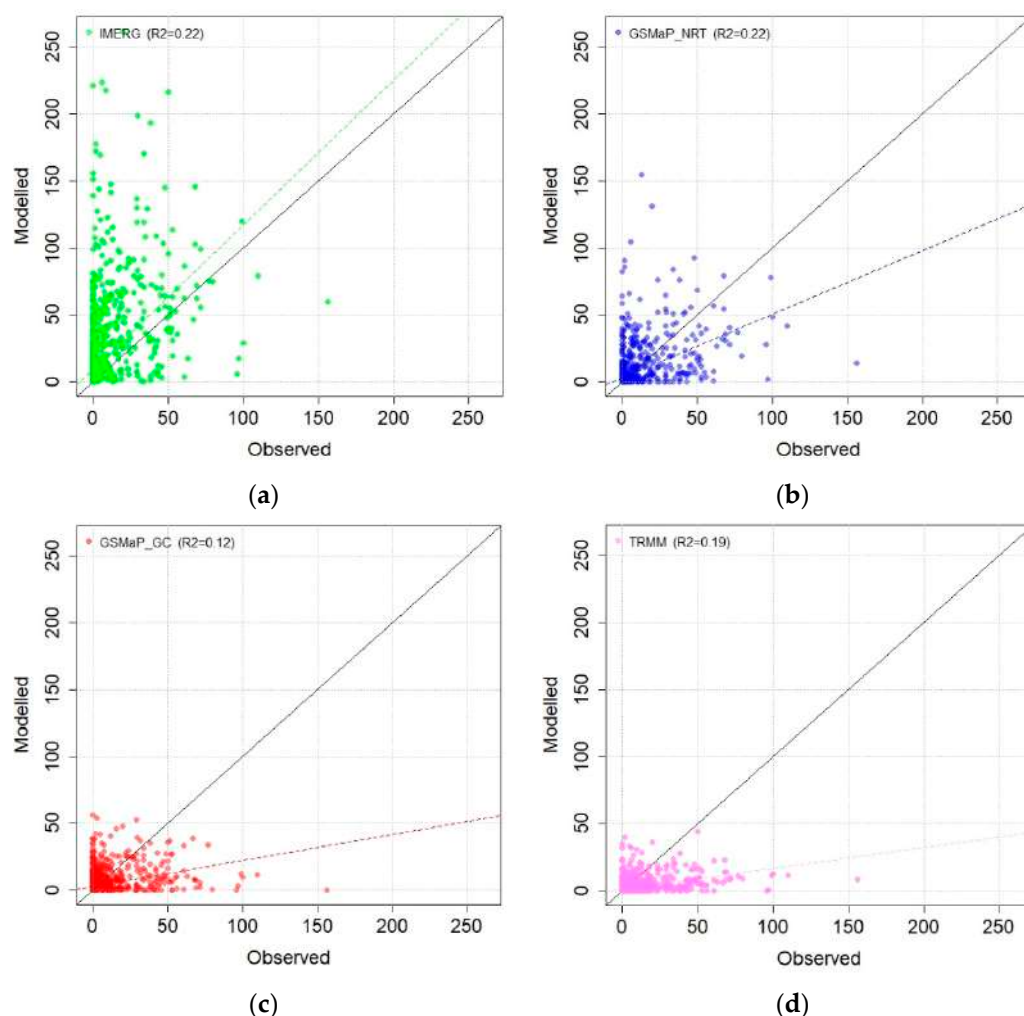 IMERG (R2=0.22)
250
200
150
100
50
0
Modelled
0 50 100 150 200 250
Observed
(a)
GSMaP_NRT (R2=0.22)
250
200
150
100
50
0
Modelled
0 50 100 150 200 250
Observed
(b)
GSMaP_GC (R2=0.12)
250
200
150
100
50
0
Modelled
0 50 100 150 200 250
Observed
(c)
TRMM (R2=0.19)
250
200
150
100
50
0
Modelled
0 50 100 150 200 250
Observed
(d)